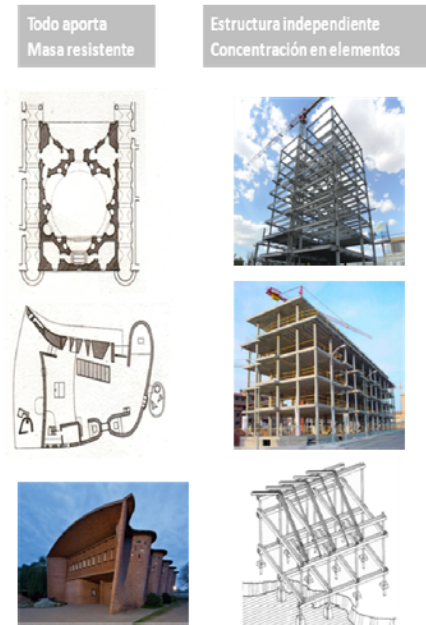 Todo aporta
Masa resistente
Estructura independiente
Concentración en elementos